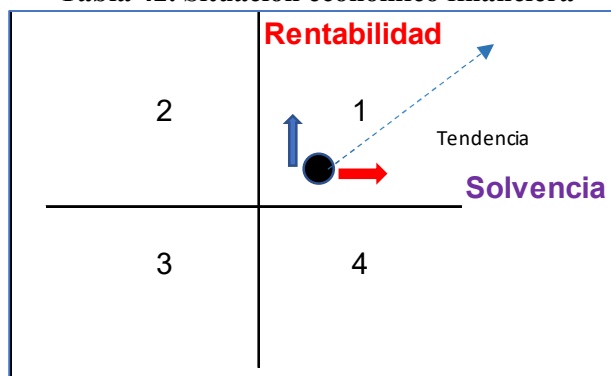 Tabla 42. Situación económico financiera
Rentabilidad
2
1
Tendencia
Solvencia
3
4